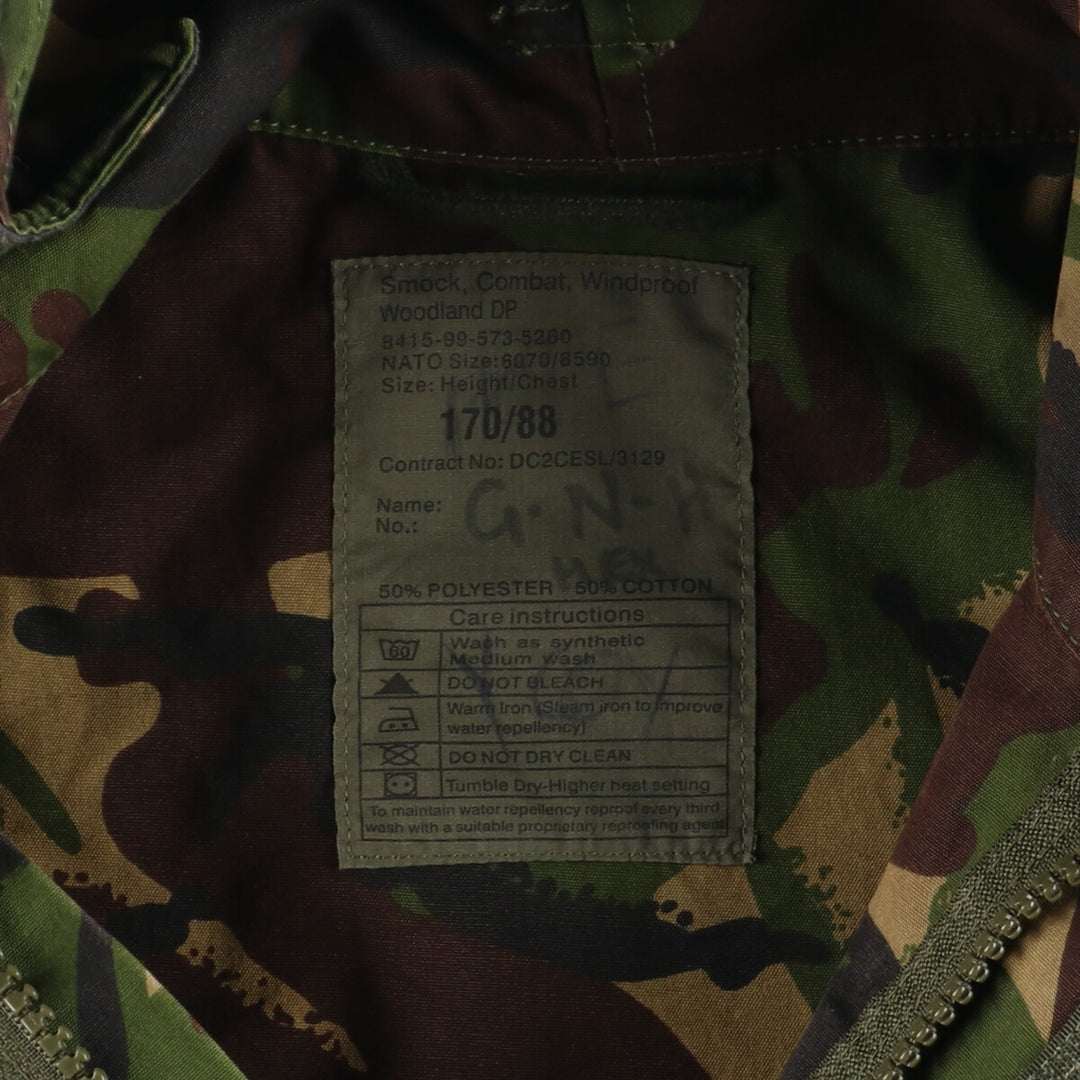 Smock, Combat, Windproof
Woodland DP
8415-99-573-5260
NATO Size:6070/8590
Size: Height/Chest
170/88
Contract No: DC2CESL/3129
Name: G.N-H
No.:
50% POLYESTER 50% COTTON
Care instructions
60 Wash as synthetic
Medium wash
DO NOT BLEACH
Warm Iron (Steam iron to improve
water repellency)
DO NOT DRY CLEAN
Tumble Dry-Higher heat setting
To maintain water repellency reproof every third
wash with a suitable proprietary reproofing agent